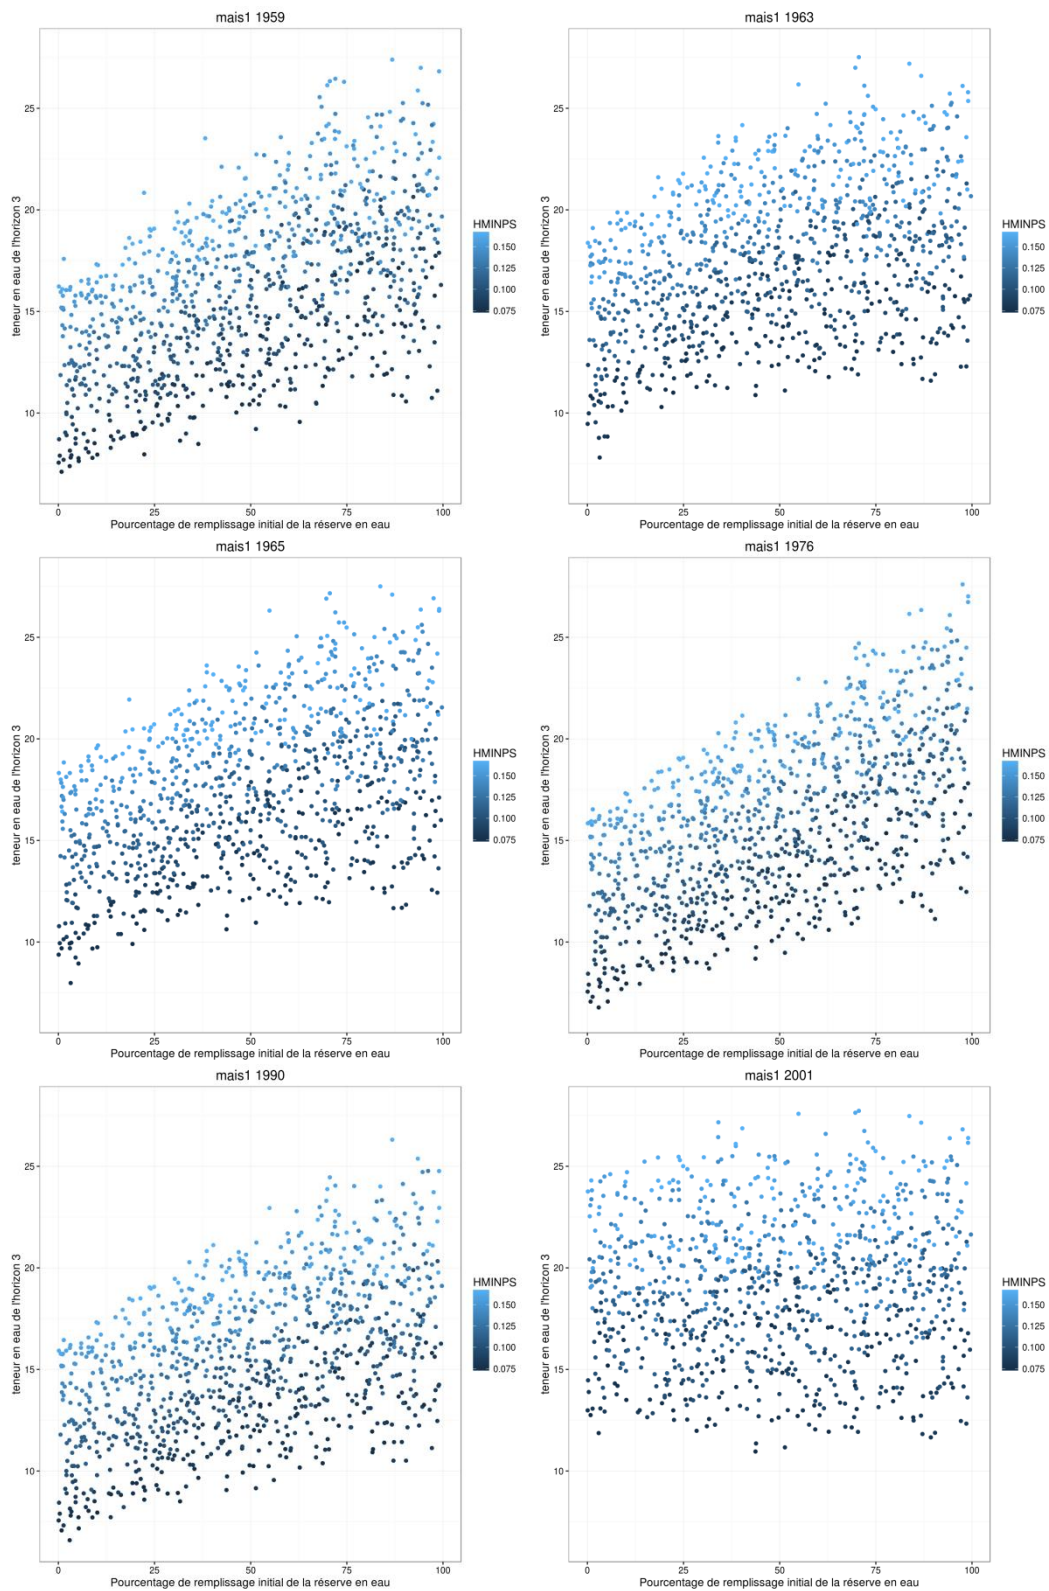 mais1 1959
teneur en eau de l'horizon 3
25
20
15
10
0 25 50 75 100
Pourcentage de remplissage initial de la réserve en eau
HMINPS
0.150
0.125
0.100
0.075
mais1 1963
teneur en eau de l'horizon 3
25
20
15
10
0 25 50 75 100
Pourcentage de remplissage initial de la réserve en eau
HMINPS
0.150
0.125
0.100
0.075
mais1 1965
teneur en eau de l'horizon 3
25
20
15
10
0 25 50 75 100
Pourcentage de remplissage initial de la réserve en eau
HMINPS
0.150
0.125
0.100
0.075
mais1 1976
teneur en eau de l'horizon 3
25
20
15
10
0 25 50 75 100
Pourcentage de remplissage initial de la réserve en eau
HMINPS
0.150
0.125
0.100
0.075
mais1 1990
teneur en eau de l'horizon 3
25
20
15
10
0 25 50 75 100
Pourcentage de remplissage initial de la réserve en eau
HMINPS
0.150
0.125
0.100
0.075
mais1 2001
teneur en eau de l'horizon 3
25
20
15
10
0 25 50 75 100
Pourcentage de remplissage initial de la réserve en eau
HMINPS
0.150
0.125
0.100
0.075